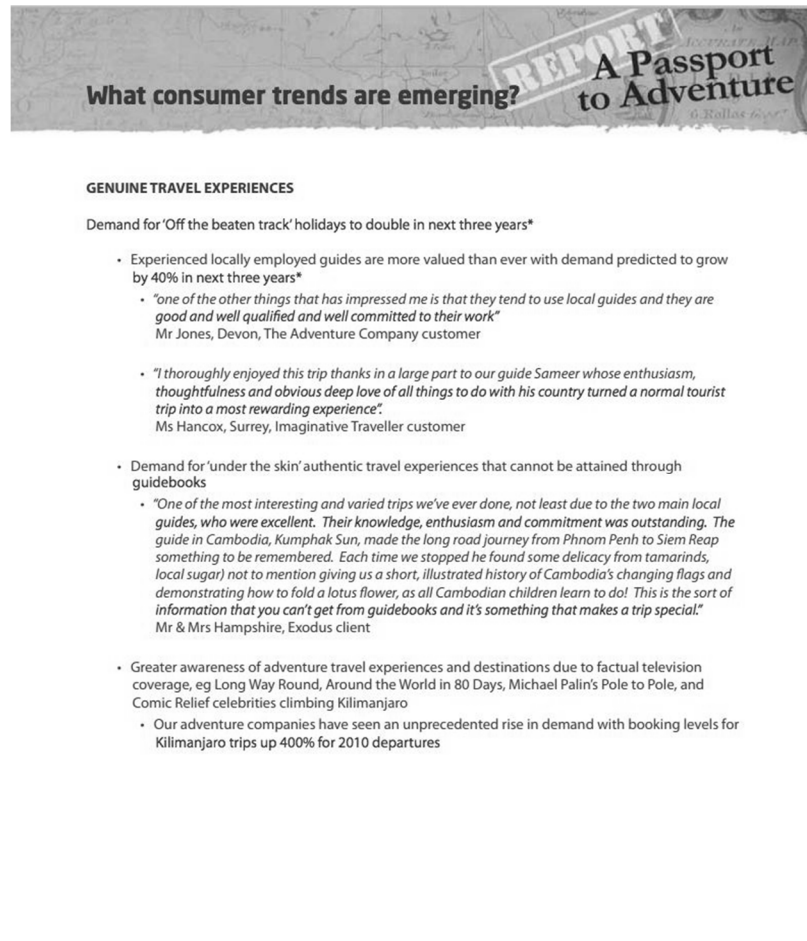 REPORT
A Passport
to Adventure
What consumer trends are emerging?
GENUINE TRAVEL EXPERIENCES
Demand for 'Off the beaten track' holidays to double in next three years*
• Experienced locally employed guides are more valued than ever with demand predicted to grow
by 40% in next three years*
• "one of the other things that has impressed me is that they tend to use local guides and they are
good and well qualified and well committed to their work"
Mr Jones, Devon, The Adventure Company customer
• "I thoroughly enjoyed this trip thanks in a large part to our guide Sameer whose enthusiasm,
thoughtfulness and obvious deep love of all things to do with his country turned a normal tourist
trip into a most rewarding experience".
Ms Hancox, Surrey, Imaginative Traveller customer
• Demand for 'under the skin' authentic travel experiences that cannot be attained through
guidebooks
• "One of the most interesting and varied trips we've ever done, not least due to the two main local
guides, who were excellent. Their knowledge, enthusiasm and commitment was outstanding. The
guide in Cambodia, Kumphak Sun, made the long road journey from Phnom Penh to Siem Reap
something to be remembered. Each time we stopped he found some delicacy from tamarinds,
local sugar) not to mention giving us a short, illustrated history of Cambodia's changing flags and
demonstrating how to fold a lotus flower, as all Cambodian children learn to do! This is the sort of
information that you can't get from guidebooks and it's something that makes a trip special."
Mr & Mrs Hampshire, Exodus client
• Greater awareness of adventure travel experiences and destinations due to factual television
coverage, eg Long Way Round, Around the World in 80 Days, Michael Palin's Pole to Pole, and
Comic Relief celebrities climbing Kilimanjaro
• Our adventure companies have seen an unprecedented rise in demand with booking levels for
Kilimanjaro trips up 400% for 2010 departures